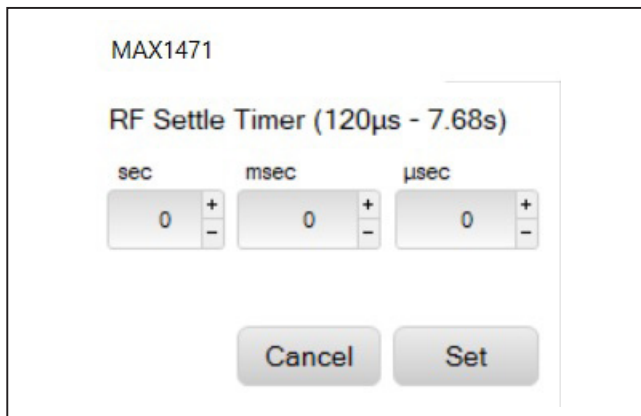 MAX1471
RF Settle Timer (120µs - 7.68s)
sec msec µsec
0 + - 0 + - 0 + -
Cancel Set